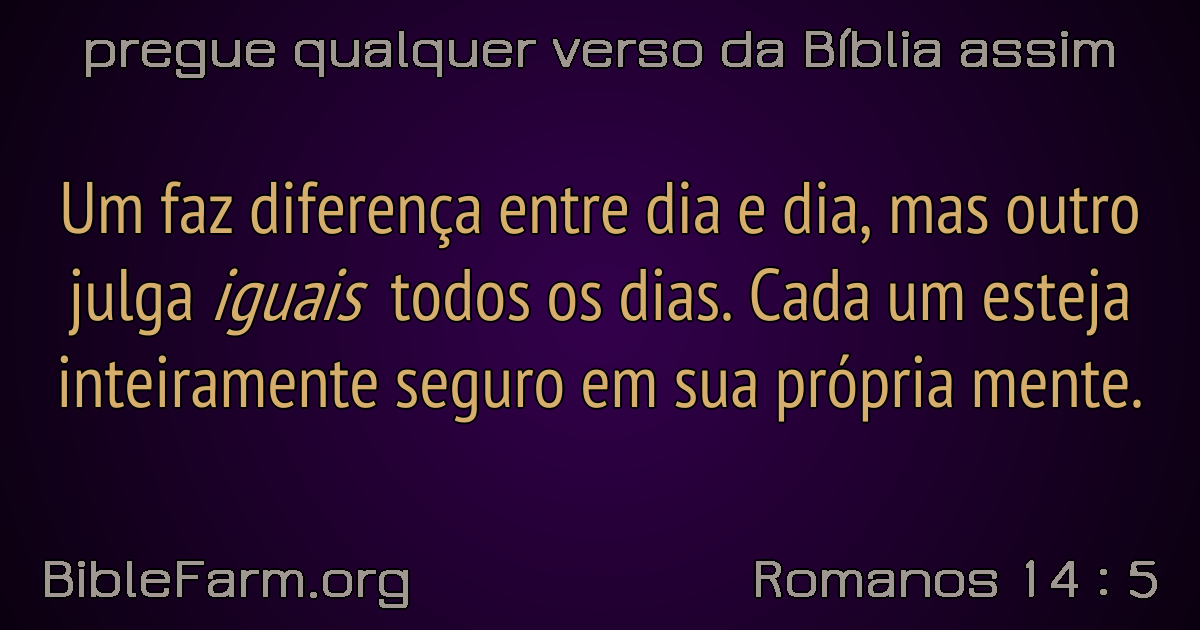 pregue qualquer verso da Bíblia assim
Um faz diferença entre dia e dia, mas outro
julga iguais todos os dias. Cada um esteja
inteiramente seguro em sua própria mente.
BibleFarm.org
Romanos 14 : 5